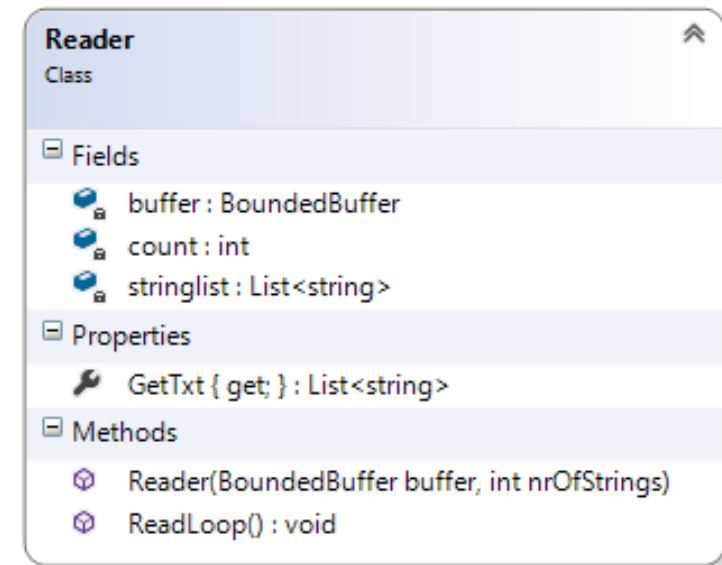 Reader
Class
Fields
buffer : BoundedBuffer
count : int
stringlist : List<string>
Properties
GetTxt { get; } : List<string>
Methods
Reader(BoundedBuffer buffer, int nrOfStrings)
ReadLoop() : void